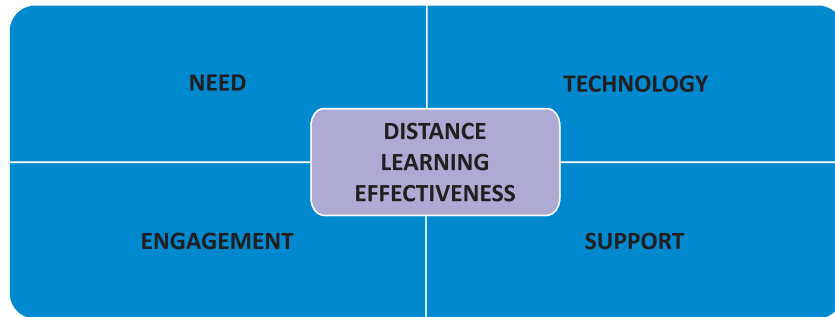 NEED
TECHNOLOGY
DISTANCE
LEARNING
EFFECTIVENESS
ENGAGEMENT
SUPPORT